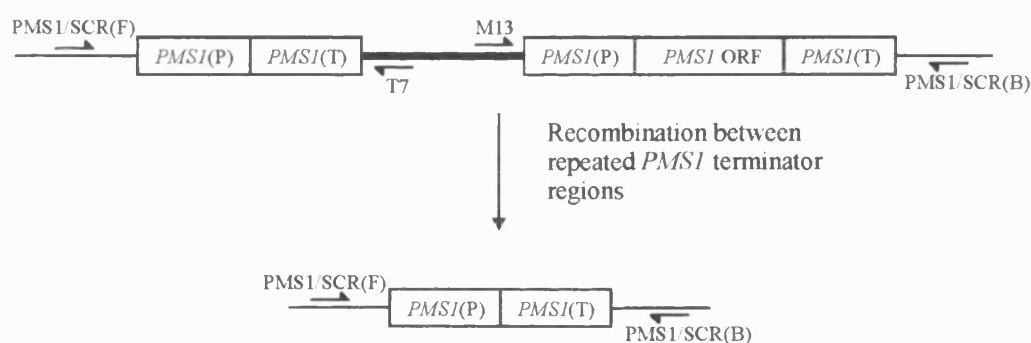 PMS1/SCR(F)
M13
PMS1(P) PMS1(T) PMS1(P) PMS1 ORF PMS1(T)
T7
PMS1/SCR(B)
Recombination between
repeated PMS1 terminator
regions
PMS1/SCR(F)
PMS1(P) PMS1(T)
PMS1/SCR(B)